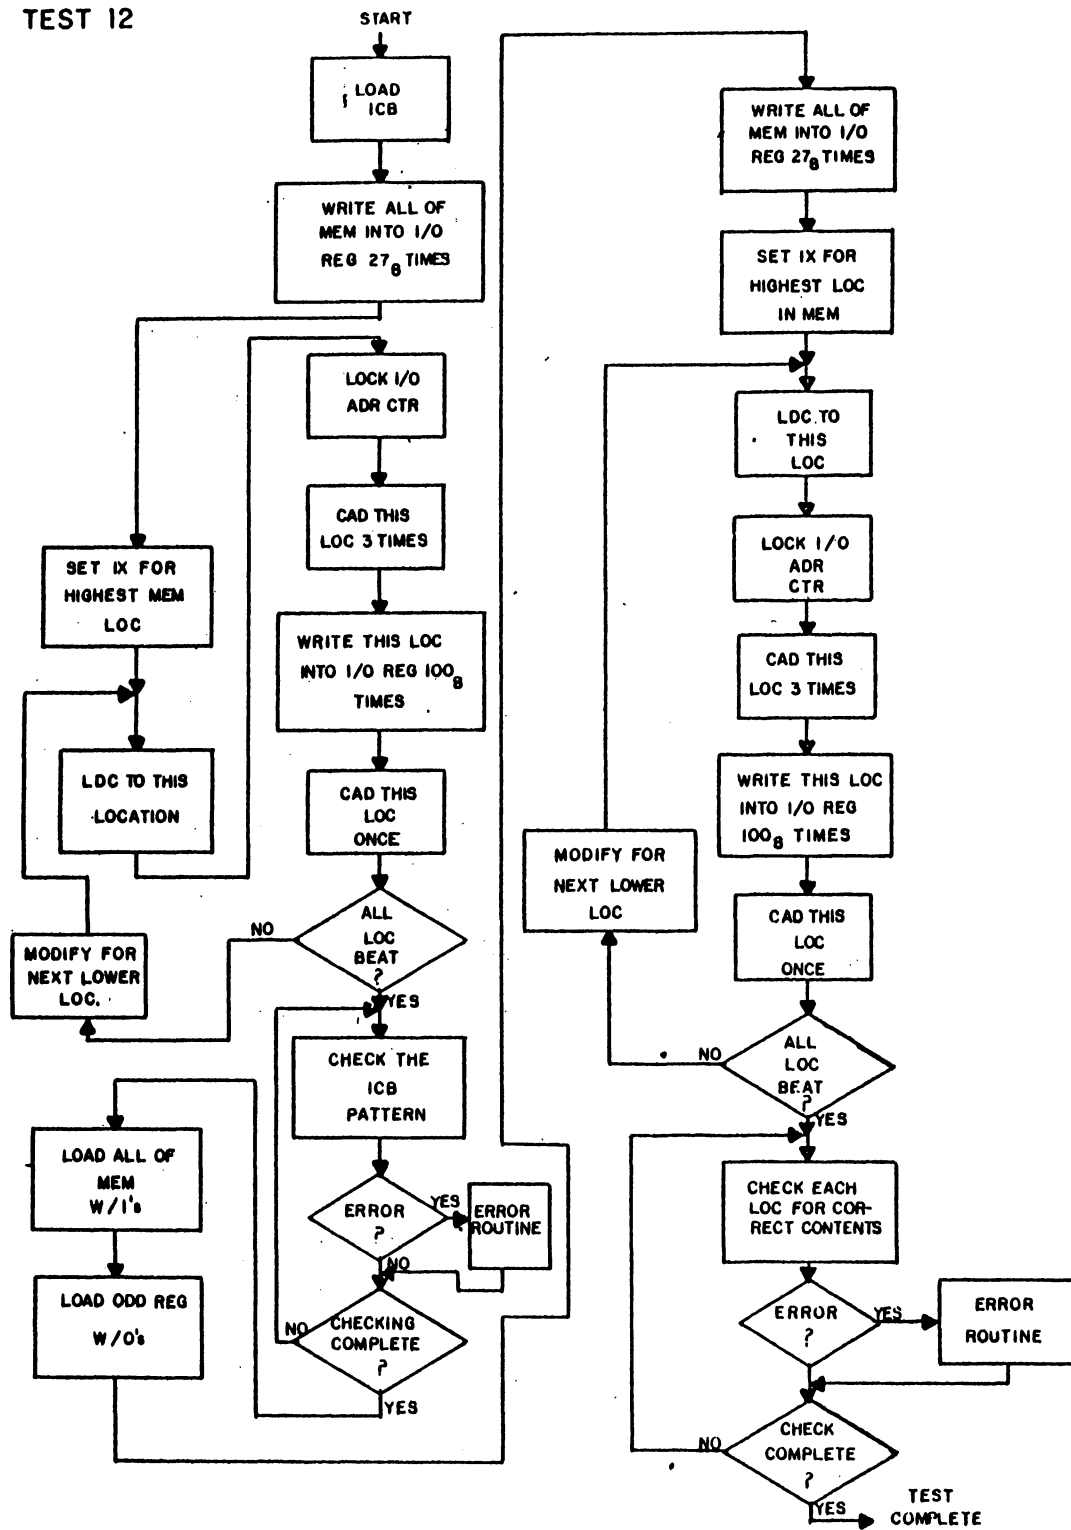 TEST 12
START
LOAD
ICB
WRITE ALL OF
MEM INTO I/O
REG 27₈ TIMES
LOCK I/O
ADR CTR
CAD THIS
LOC 3 TIMES
SET IX FOR
HIGHEST MEM
LOC
WRITE THIS LOC
INTO I/O REG 100₈
TIMES
LDC TO THIS
LOCATION
CAD THIS
LOC
ONCE
ALL
LOC
BEAT
?
NO
YES
MODIFY FOR
NEXT LOWER
LOC.
CHECK THE
ICB
PATTERN
ERROR
?
YES
NO
ERROR
ROUTINE
CHECKING
COMPLETE
?
NO
YES
LOAD ALL OF
MEM
W/1's
LOAD ODD REG
W/0's
WRITE ALL OF
MEM INTO I/O
REG 27₈ TIMES
SET IX FOR
HIGHEST LOC
IN MEM
LDC TO
THIS
LOC
LOCK I/O
ADR
CTR
CAD THIS
LOC 3 TIMES
WRITE THIS LOC
INTO I/O REG
100₈ TIMES
CAD THIS
LOC
ONCE
MODIFY FOR
NEXT LOWER
LOC
ALL
LOC
BEAT
?
NO
YES
CHECK EACH
LOC FOR COR-
RECT CONTENTS
ERROR
?
YES
ERROR
ROUTINE
CHECK
COMPLETE
?
NO
YES
TEST
COMPLETE